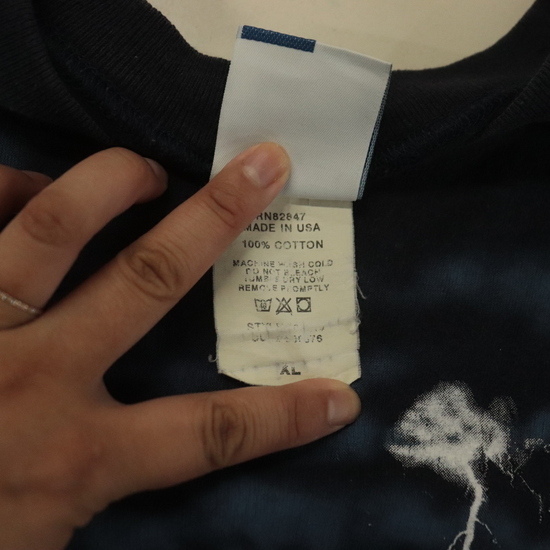 RN82847
MADE IN USA
100% COTTON
MACHINE WASH COLD
DO NOT BLEACH
TUMBLE DRY LOW
REMOVE PROMPTLY
XL